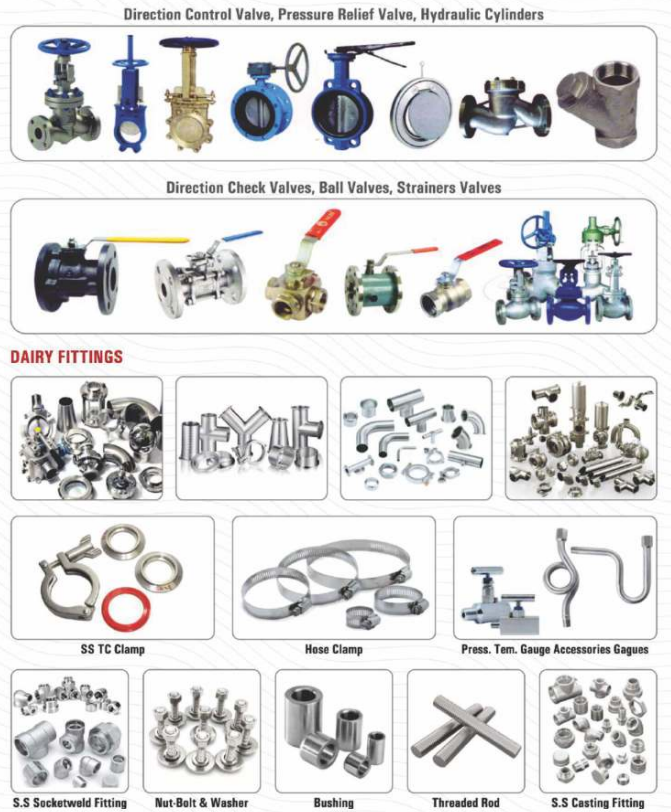 Direction Control Valve, Pressure Relief Valve, Hydraulic Cylinders
Direction Check Valves, Ball Valves, Strainers Valves
DAIRY FITTINGS
SS TC Clamp
Hose Clamp
Press. Tem. Gauge Accessories Gagues
S.S Socketweld Fitting
Nut-Bolt & Washer
Bushing
Threaded Rod
S.S Casting Fitting